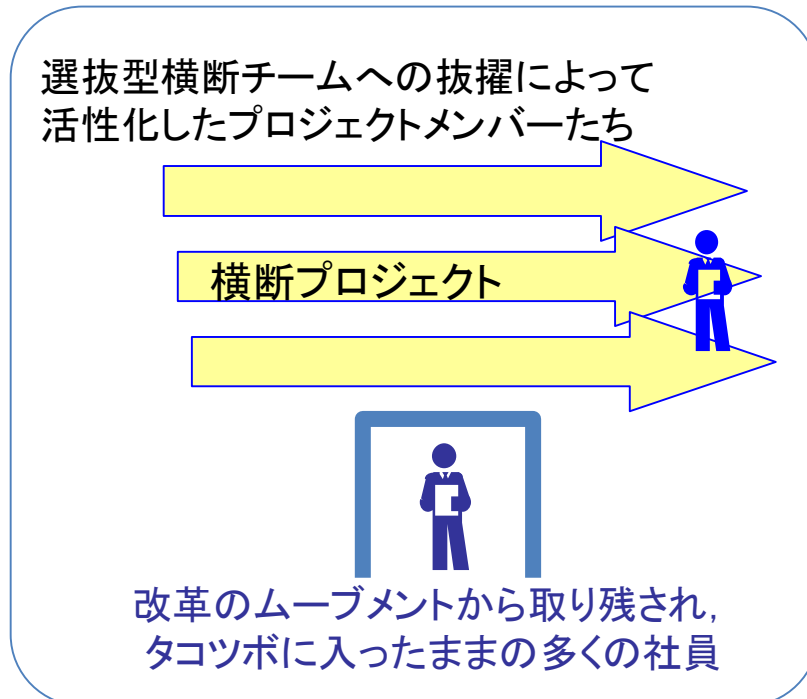 選抜型横断チームへの抜擢によって
活性化したプロジェクトメンバーたち
横断プロジェクト
改革のムーブメントから取り残され,
タコツボに入ったままの多くの社員